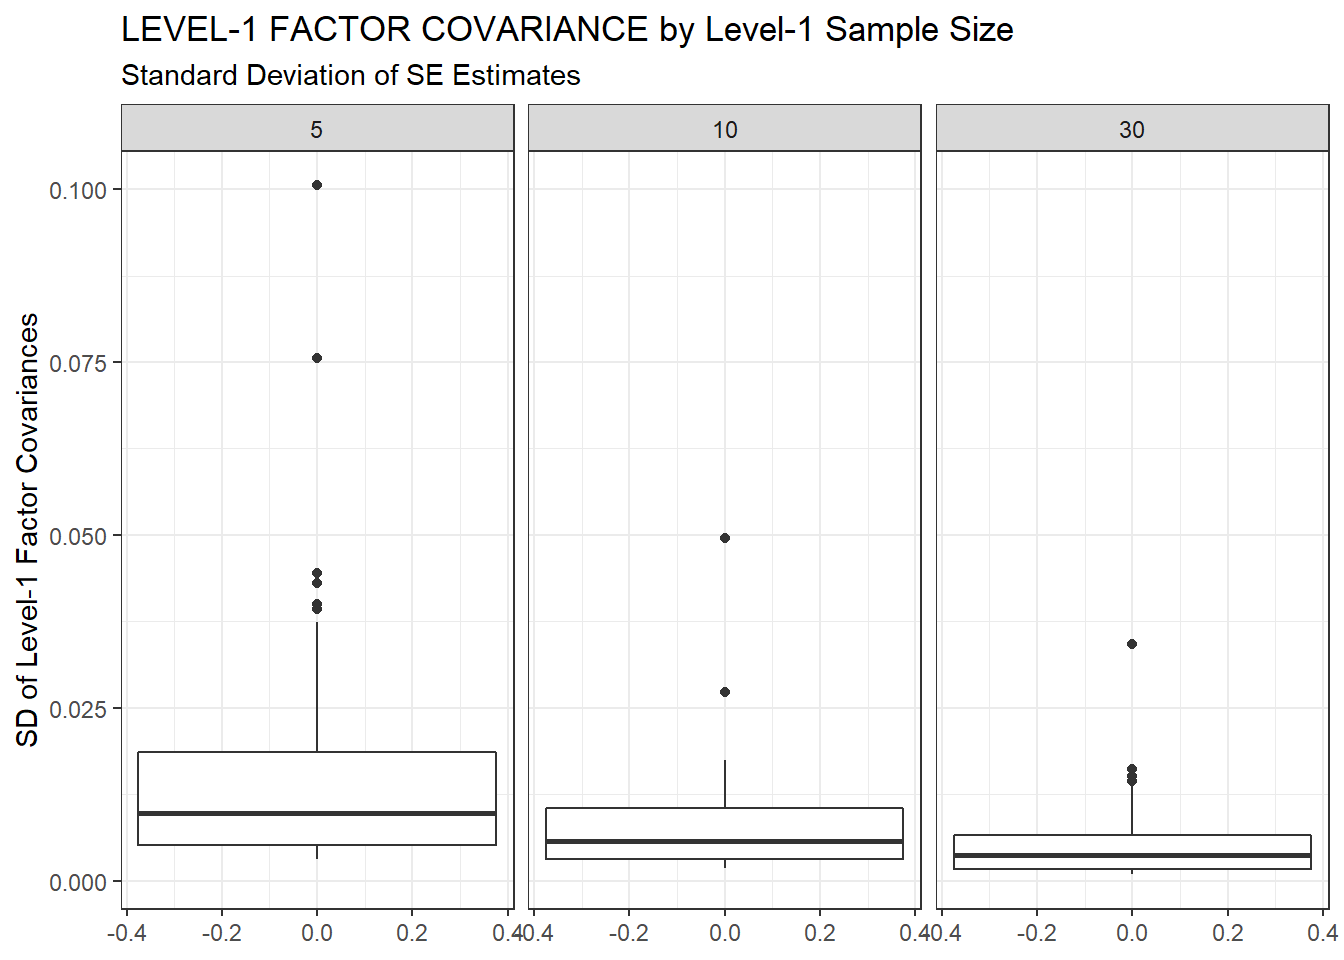 LEVEL-1 FACTOR COVARIANCE by Level-1 Sample Size
Standard Deviation of SE Estimates
5 10 30
SD of Level-1 Factor Covariances
0.100
0.075
0.050
0.025
0.000
-0.4 -0.2 0.0 0.2 0.4 -0.4 -0.2 0.0 0.2 0.4 -0.4 -0.2 0.0 0.2 0.4